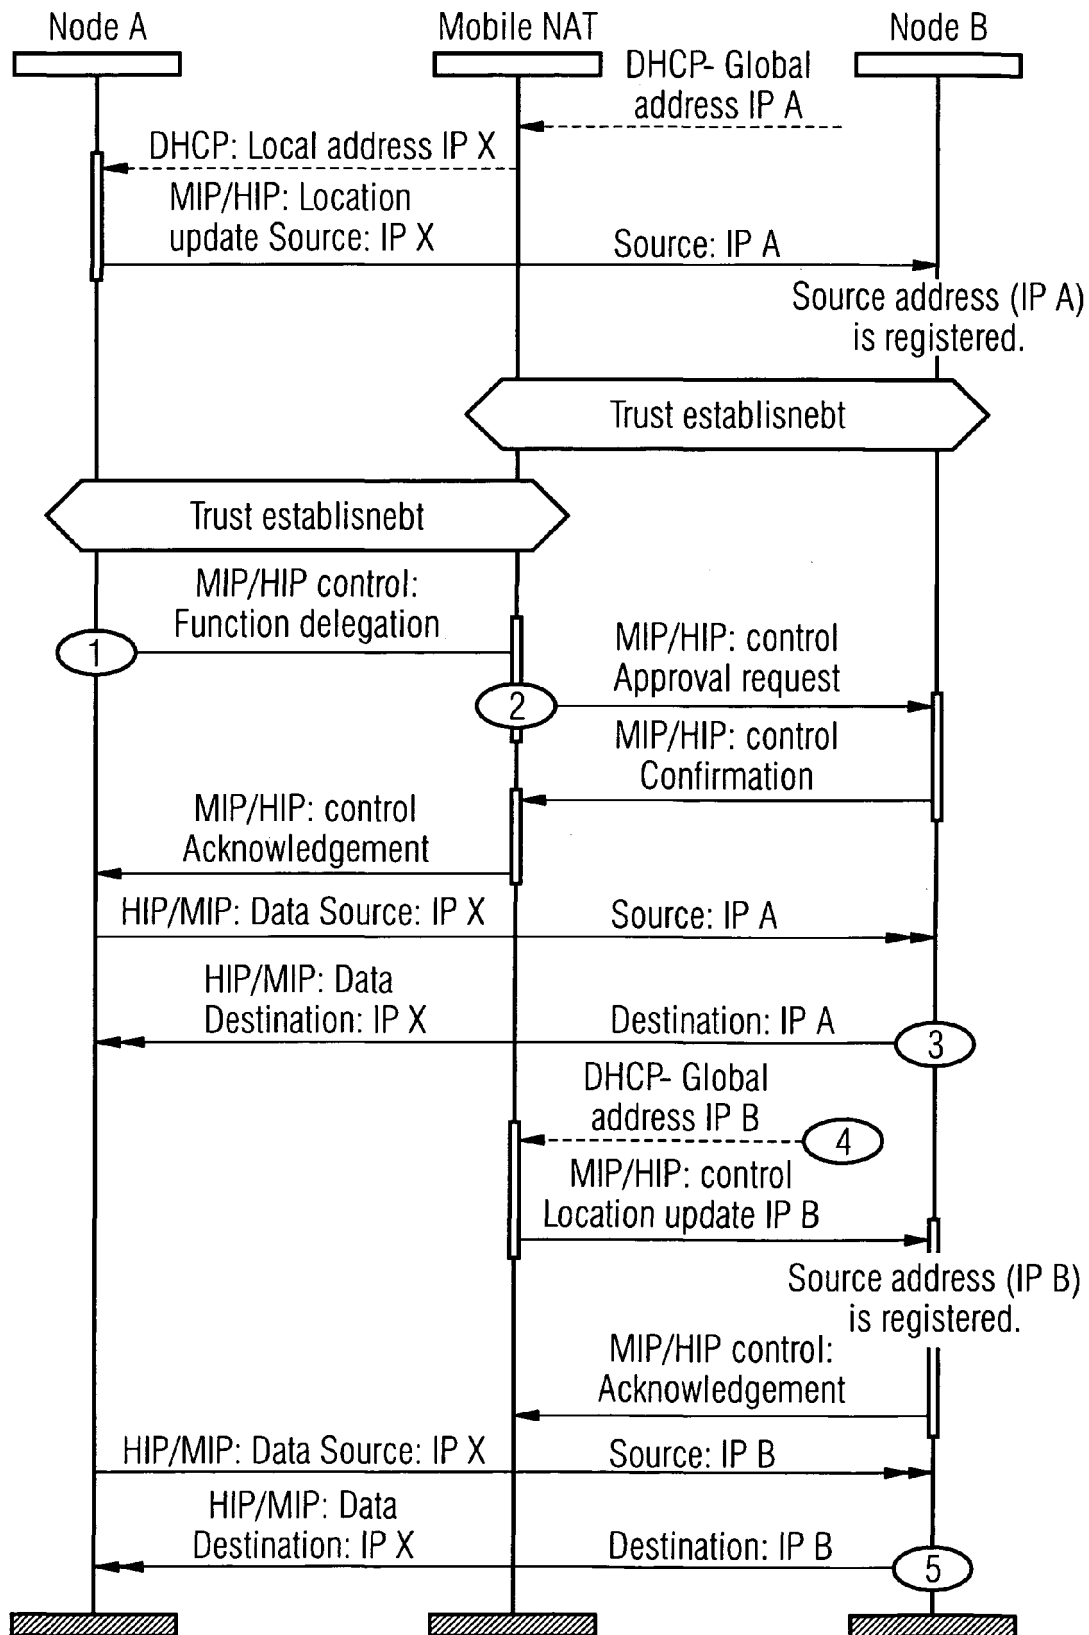 Node A
Mobile NAT
Node B
DHCP- Global
address IP A
DHCP: Local address IP X
MIP/HIP: Location
update Source: IP X
Source: IP A
Source address (IP A)
is registered.
Trust establisnebt
Trust establisnebt
MIP/HIP control:
Function delegation
1
MIP/HIP: control
Approval request
2
MIP/HIP: control
Confirmation
MIP/HIP: control
Acknowledgement
HIP/MIP: Data Source: IP X
Source: IP A
HIP/MIP: Data
Destination: IP X
Destination: IP A
3
DHCP- Global
address IP B
4
MIP/HIP: control
Location update IP B
Source address (IP B)
is registered.
MIP/HIP control:
Acknowledgement
HIP/MIP: Data Source: IP X
Source: IP B
HIP/MIP: Data
Destination: IP X
Destination: IP B
5